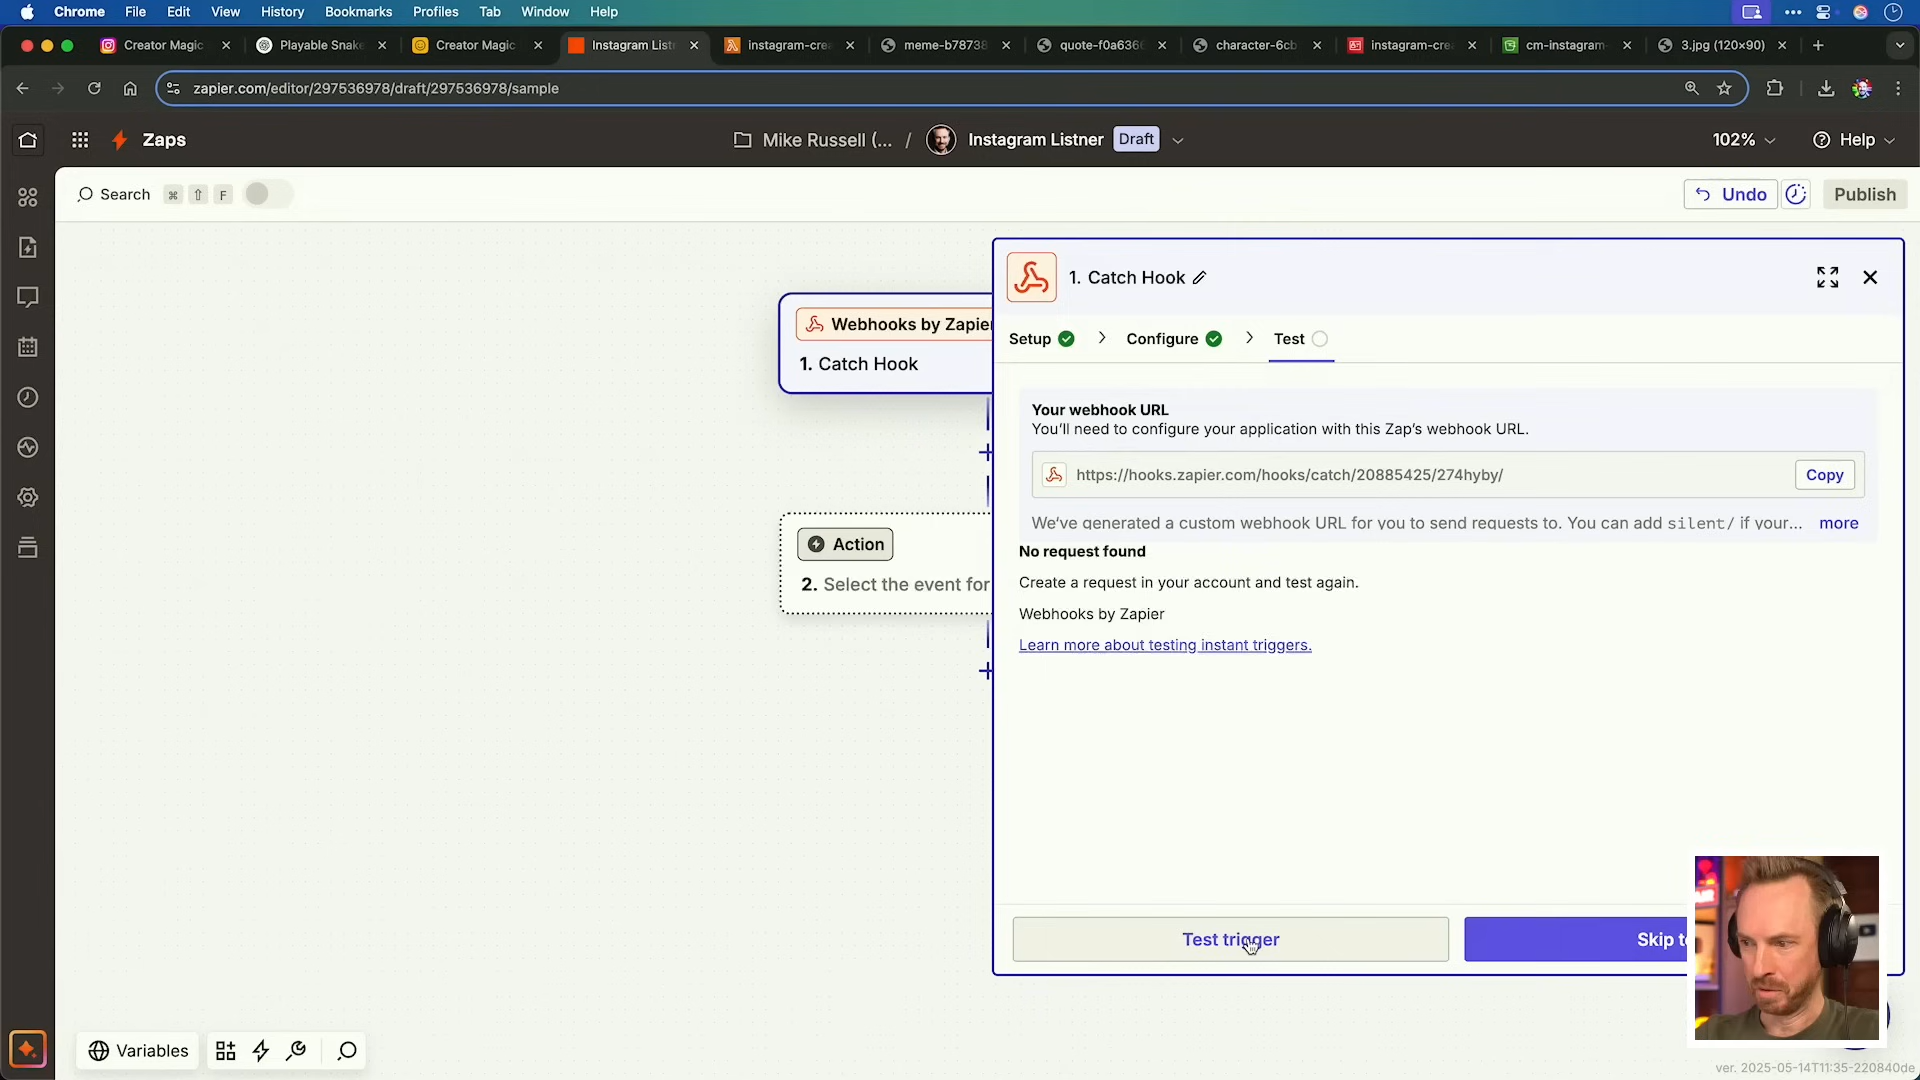 Chrome File Edit View History Bookmarks Profiles Tab Window Help
Creator Magic
Playable Snake
Creator Magic
Instagram Listn
instagram-crea
meme-b78738
quote-f0a6366
character-6cb
instagram-crea
cm-instagram-
3.jpg (120×90)
zapier.com/editor/297536978/draft/297536978/sample
Zaps
Mike Russell (... / Instagram Listner Draft
102%
Help
Search ⌘ ⇧ F
Undo
Publish
Webhooks by Zapier
1. Catch Hook
Action
2. Select the event for
1. Catch Hook
Setup > Configure > Test
Your webhook URL
You'll need to configure your application with this Zap's webhook URL.
https://hooks.zapier.com/hooks/catch/20885425/274hyby/
Copy
We've generated a custom webhook URL for you to send requests to. You can add silent/ if your... more
No request found
Create a request in your account and test again.
Webhooks by Zapier
Learn more about testing instant triggers.
Test trigger
Skip t
Variables
ver. 2025-05-14T11:35-220840de